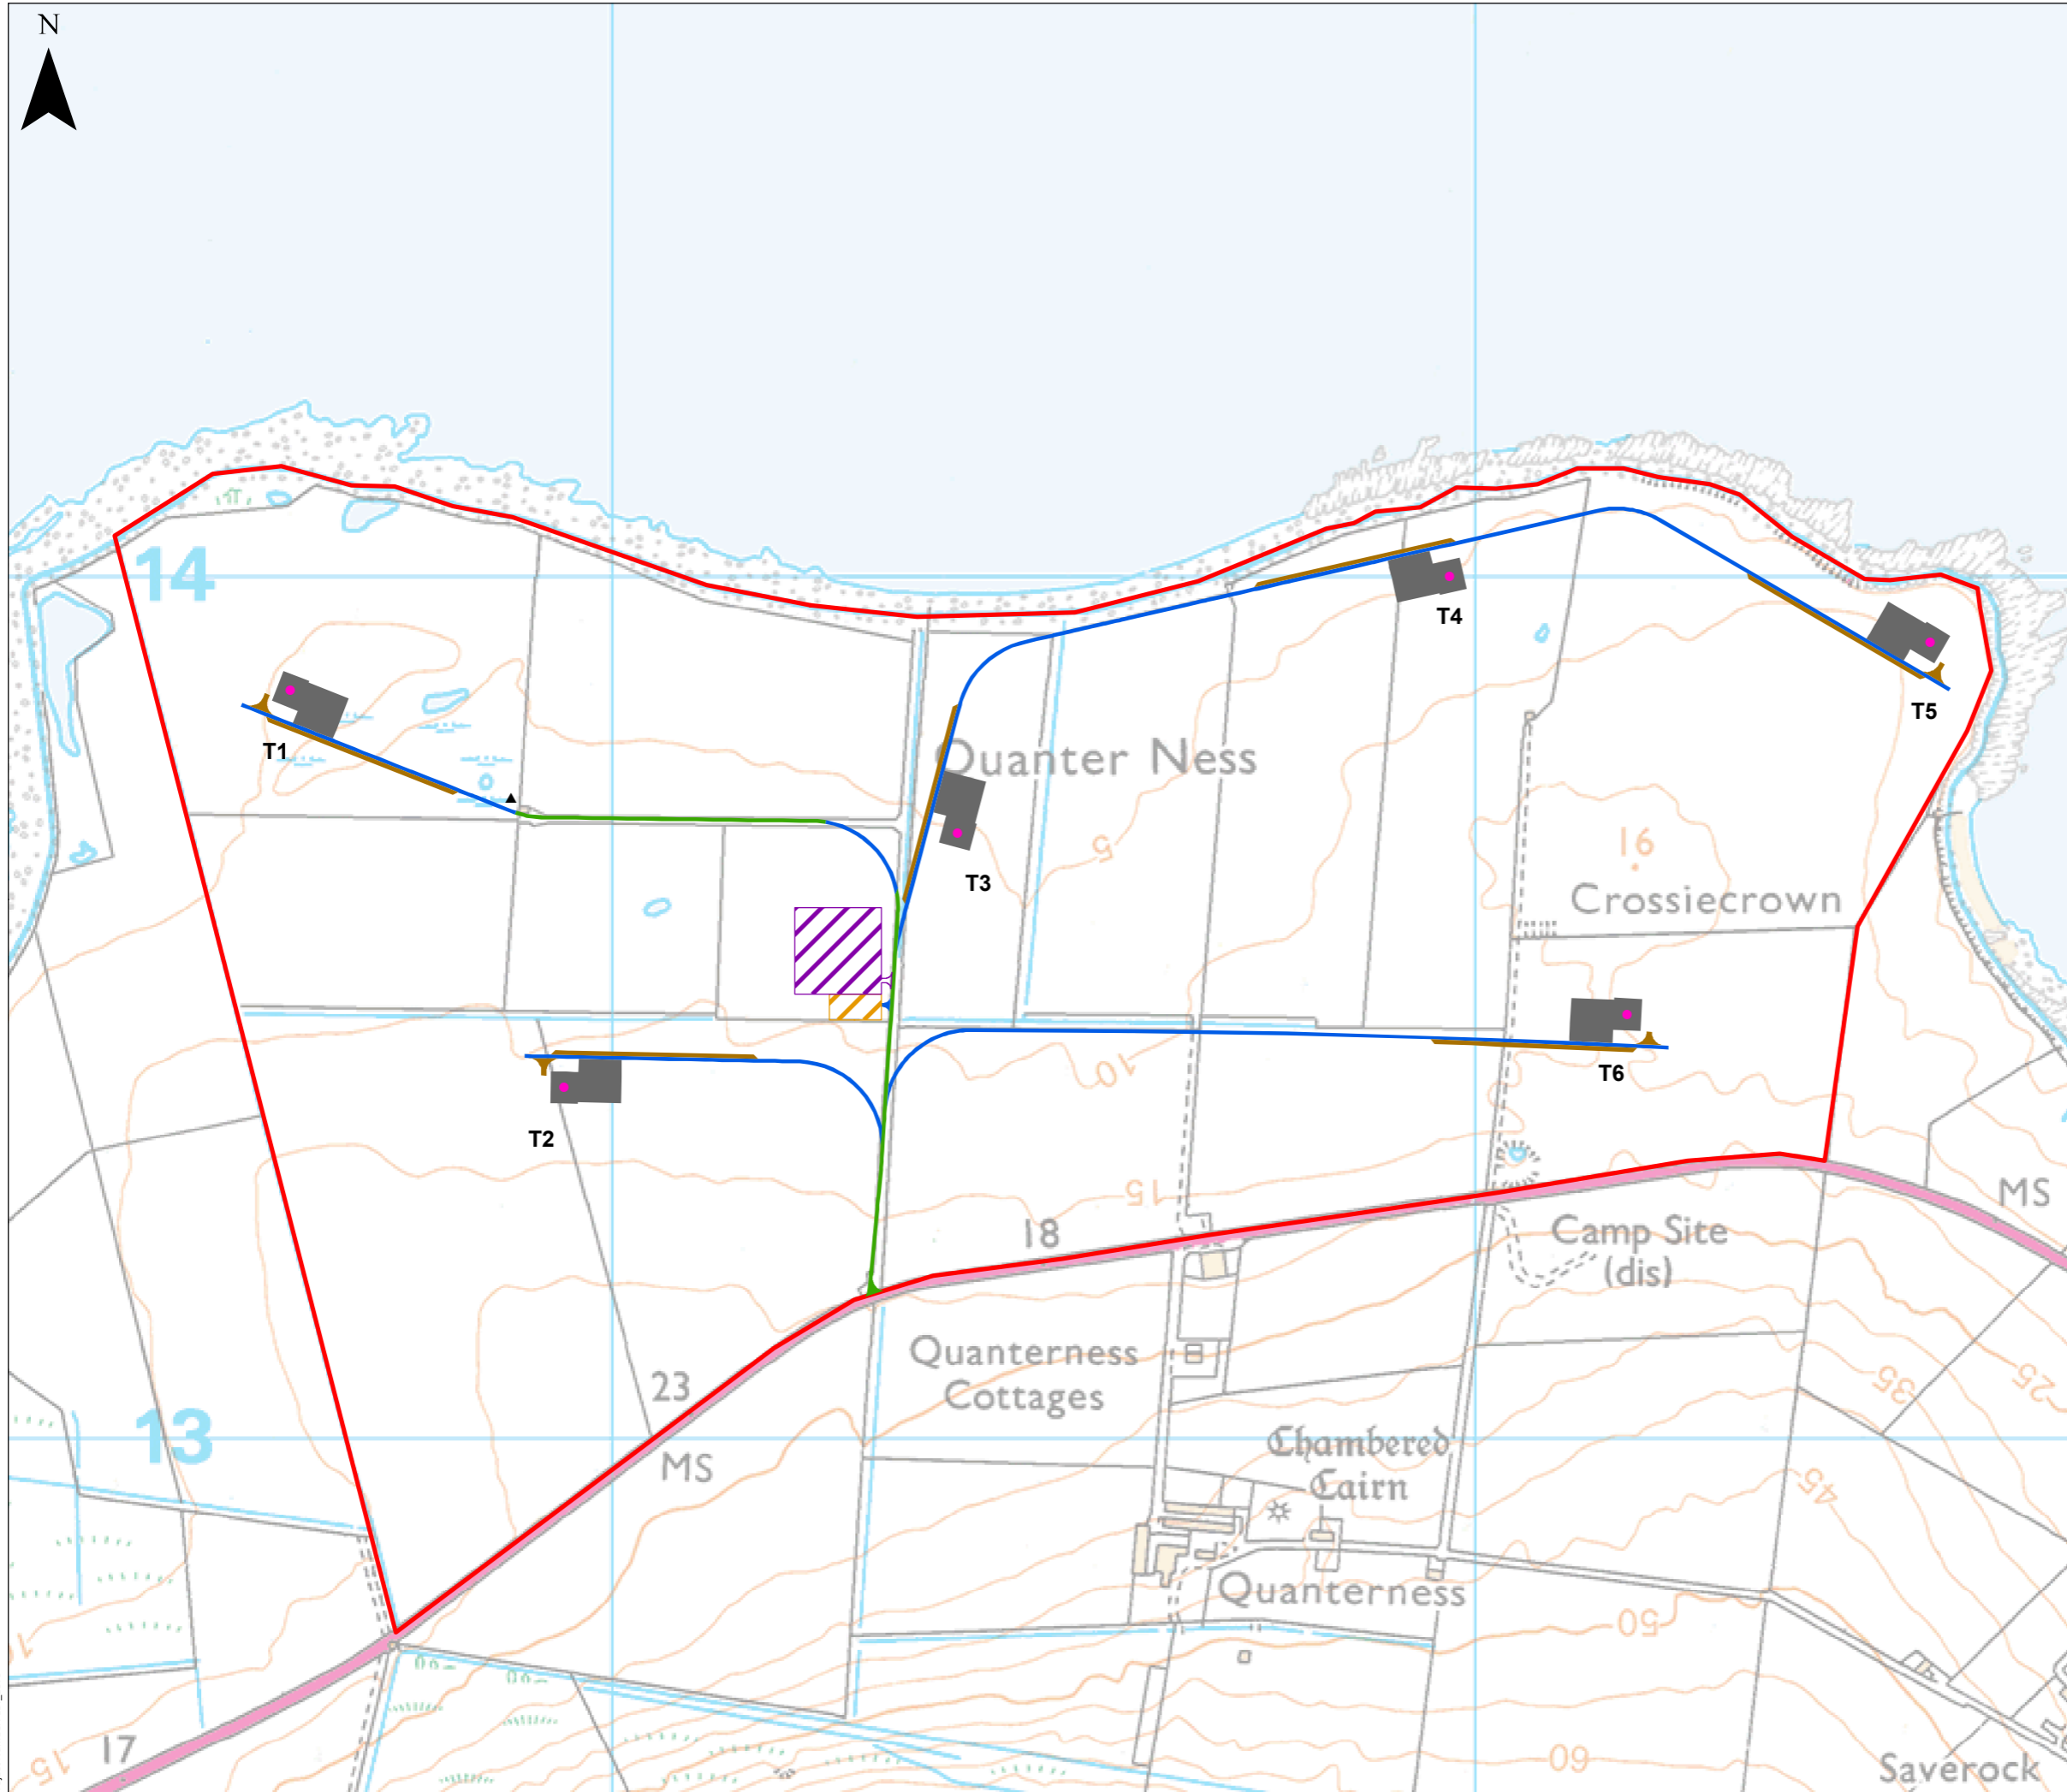 N
14
T4
T5
T1
Quanter Ness
5
16
T3
Crossiecrown
10
T6
T2
15
MS
18
Camp Site
(dis)
Quanterness
Cottages
23
35
25
13
MS
Chambered
Cairn
45
Quanterness
50
17
15
60
Saverock